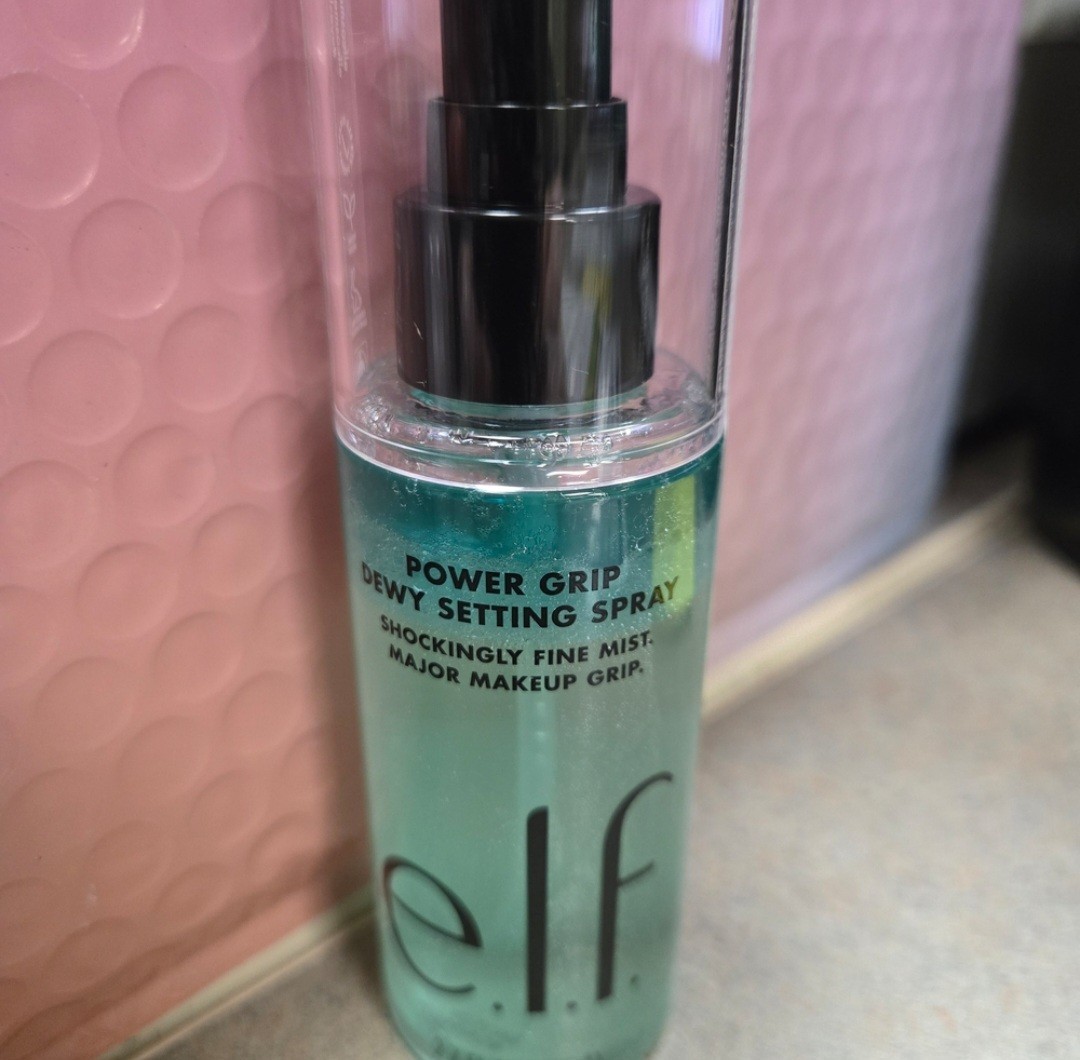 POWER GRIP
DEWY SETTING SPRAY
SHOCKINGLY FINE MIST.
MAJOR MAKEUP GRIP.
e.l.f.